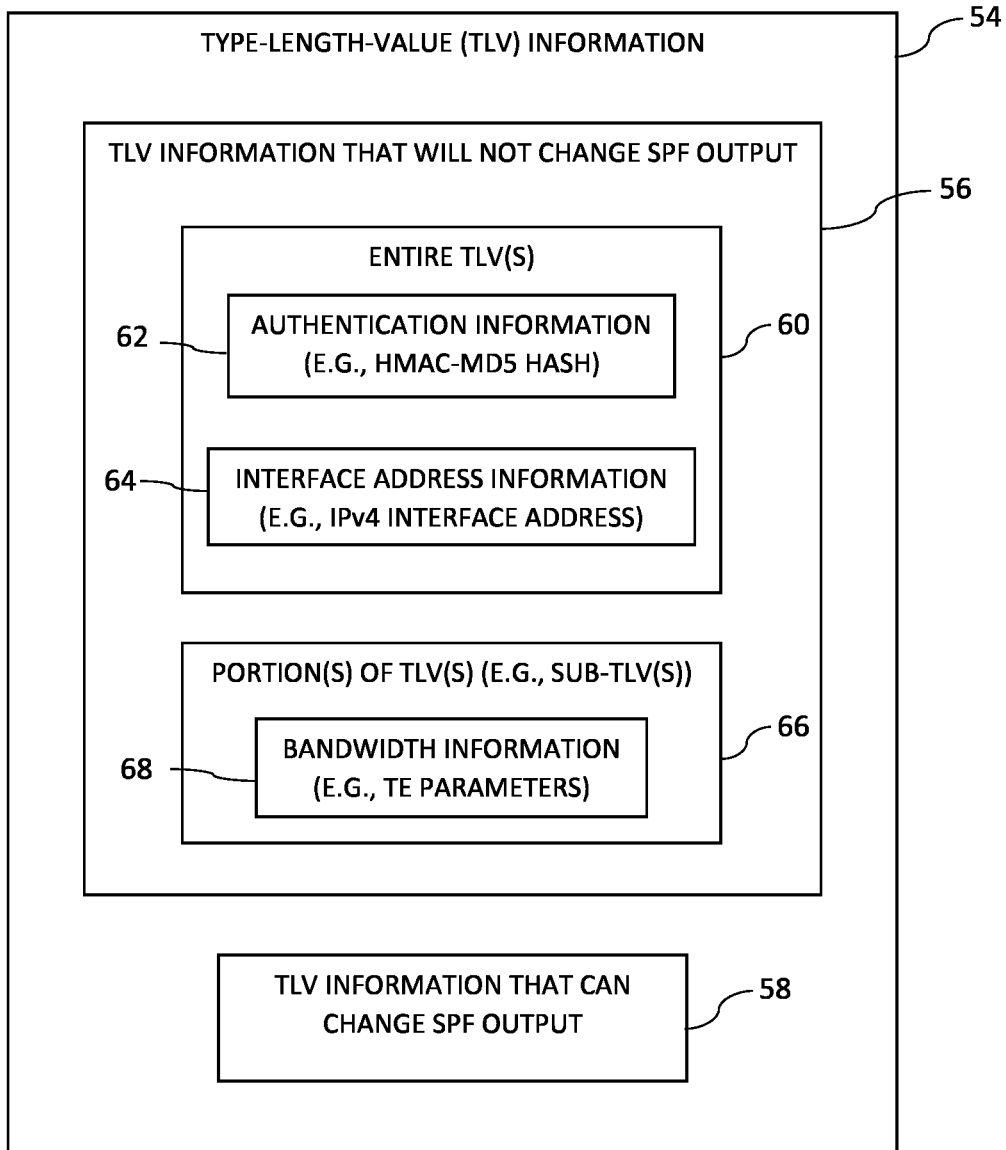 54
TYPE-LENGTH-VALUE (TLV) INFORMATION
TLV INFORMATION THAT WILL NOT CHANGE SPF OUTPUT
56
ENTIRE TLV(S)
62
AUTHENTICATION INFORMATION
(E.G., HMAC-MD5 HASH)
60
64
INTERFACE ADDRESS INFORMATION
(E.G., IPv4 INTERFACE ADDRESS)
PORTION(S) OF TLV(S) (E.G., SUB-TLV(S))
66
68
BANDWIDTH INFORMATION
(E.G., TE PARAMETERS)
TLV INFORMATION THAT CAN
CHANGE SPF OUTPUT
58